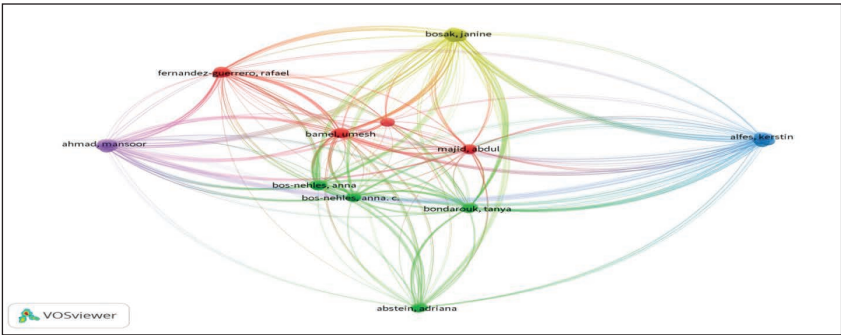 bosak, janine
fernandez-guerrero, rafael
bamel, umesh
alfes, kerstin
ahmad, mansoor
majid, abdul
bos-nehles, anna
bos-nehles, anna. c.
bondarouk, tanya
abstein, adriana
VOSviewer